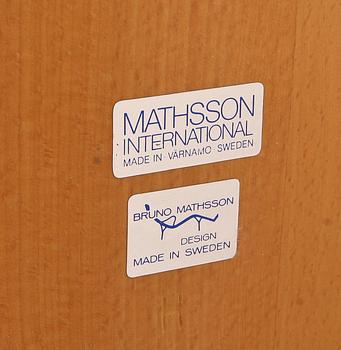 MATHSSON
INTERNATIONAL
MADE IN·VÄRNAMO·SWEDEN
BRUNO MATHSSON
DESIGN
MADE IN SWEDEN